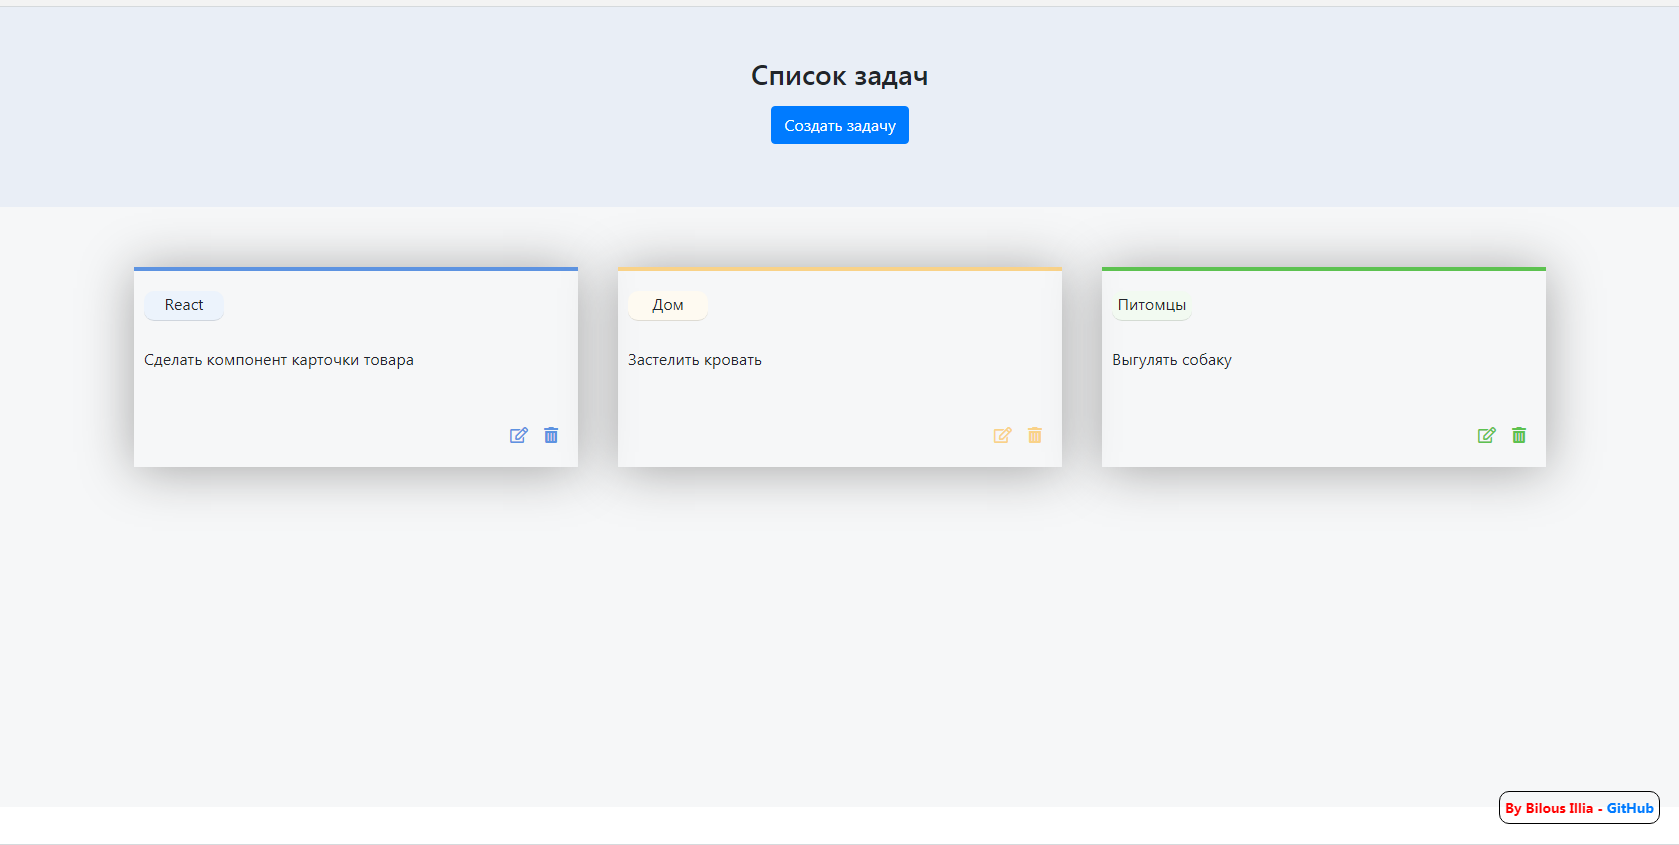 Список задач
Создать задачу
React
Сделать компонент карточки товара
Дом
Застелить кровать
Питомцы
Выгулять собаку
By Bilous Illia - GitHub